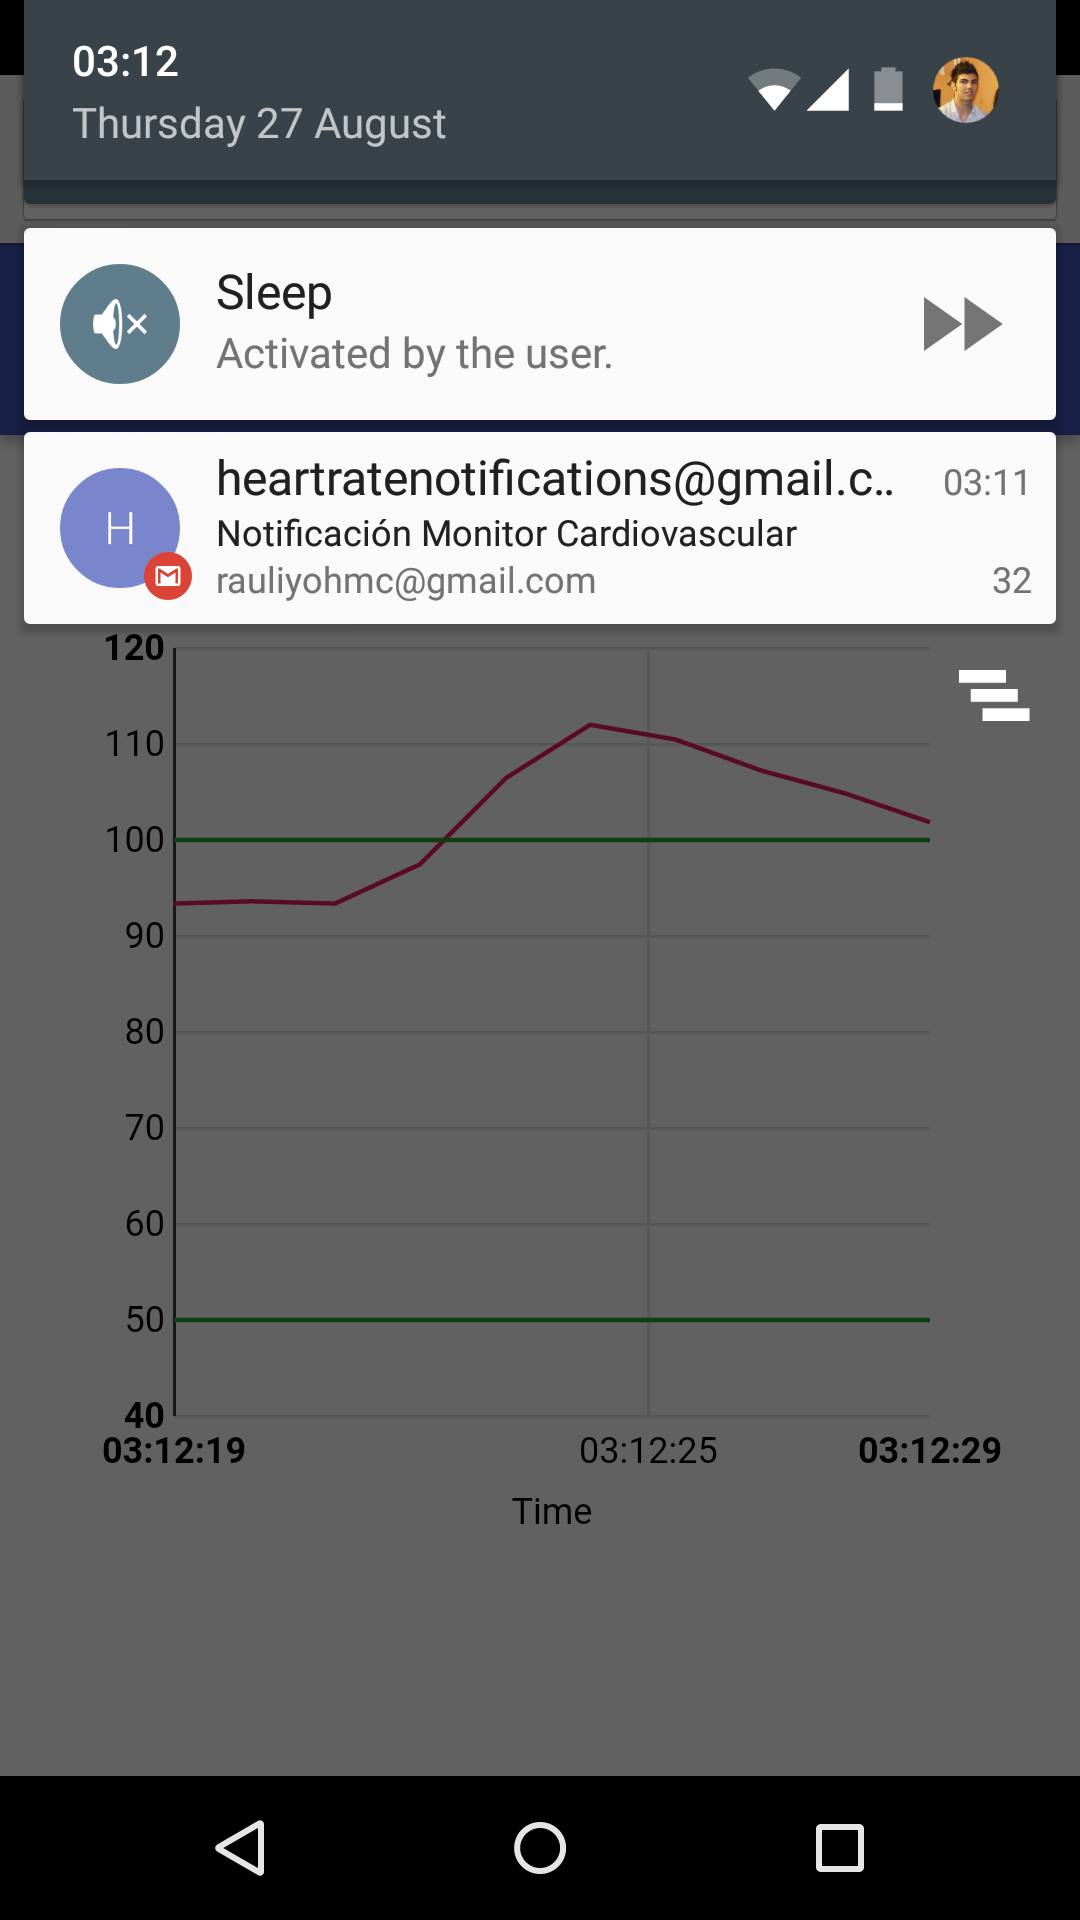 03:12
Thursday 27 August
Sleep
Activated by the user.
H
heartratenotifications@gmail.c.. 03:11
Notificación Monitor Cardiovascular
rauliyohmc@gmail.com 32
120
110
100
90
80
70
60
50
40
03:12:19 03:12:25 03:12:29
Time